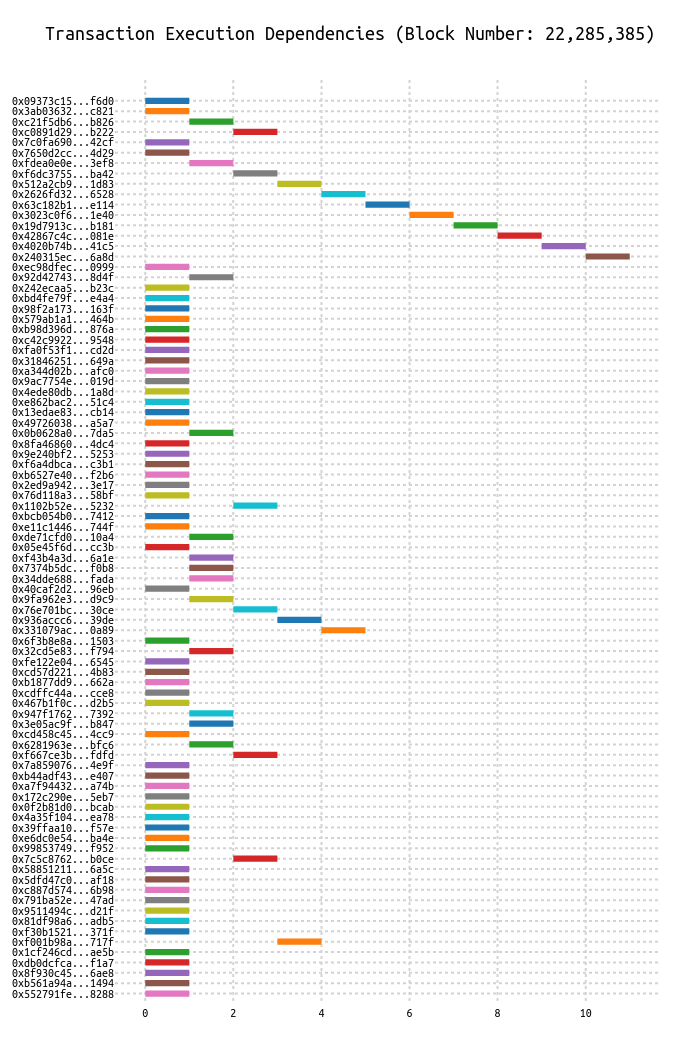 Transaction Execution Dependencies (Block Number: 22,285,385)
0x09373c15...f6d0
0x3ab03632...c821
0xc21f5db6...b826
0xc0891d29...b222
0x7c0fa690...42cf
0x7650d2cc...4d29
0xfdea0e0e...3ef8
0xf6dc3755...ba42
0x512a2cb9...1d83
0x2626fd32...6528
0x63c182b1...e114
0x3023c0f6...1e40
0x19d7913c...b181
0x42867c4c...081e
0x4020b74b...41c5
0x240315ec...6a8d
0xec98dfec...0999
0x92d42743...8d4f
0x242ecaa5...b23c
0xbd4fe79f...e4a4
0x98f2a173...163f
0x579ab1a1...464b
0xb98d396d...876a
0xc42c9922...9548
0xfa0f53f1...cd2d
0x31846251...649a
0xa344d02b...afc0
0x9ac7754e...019d
0x4ede80db...1a8d
0xe862bac2...51c4
0x13edae83...cb14
0x49726038...a5a7
0x0b0628a0...7da5
0x8fa46860...4dc4
0x9e240bf2...5253
0xf6a4dbca...c3b1
0xb6527e40...f2b6
0x2ed9a942...3e17
0x76d118a3...58bf
0x1102b52e...5232
0xbcb054b0...7412
0xe11c1446...744f
0xde71cfd0...10a4
0x05e45f6d...cc3b
0xf43b4a3d...6a1e
0x7374b5dc...f0b8
0x34dde688...fada
0x40caf2d2...96eb
0x9fa962e3...d9c9
0x76e701bc...30ce
0x936accc6...39de
0x331079ac...0a89
0x6f3b8e8a...1503
0x32cd5e83...f794
0xfe122e04...6545
0xcd57d221...4b83
0xb1877dd9...662a
0xcdffc44a...cce8
0x467b1f0c...d2b5
0x947f1762...7392
0x3e05ac9f...b847
0xcd458c45...4cc9
0x6281963e...bfc6
0xf667ce3b...fdfd
0x7a859076...4e9f
0xb44adf43...e407
0xa7f94432...a74b
0x172c290e...5eb7
0x0f2b81d0...bcab
0x4a35f104...ea78
0x39ffaa10...f57e
0xe6dc0e54...ba4e
0x99853749...f952
0x7c5c8762...b0ce
0x58851211...6a5c
0x5dfd47c0...af18
0xc887d574...6b98
0x791ba52e...47ad
0x9511494c...d21f
0x81df98a6...adb5
0xf30b1521...371f
0xf001b98a...717f
0x1cf246cd...ae5b
0xdb0dcfca...f1a7
0x8f930c45...6ae8
0xb561a94a...1494
0x552791fe...8288
0 2 4 6 8 10